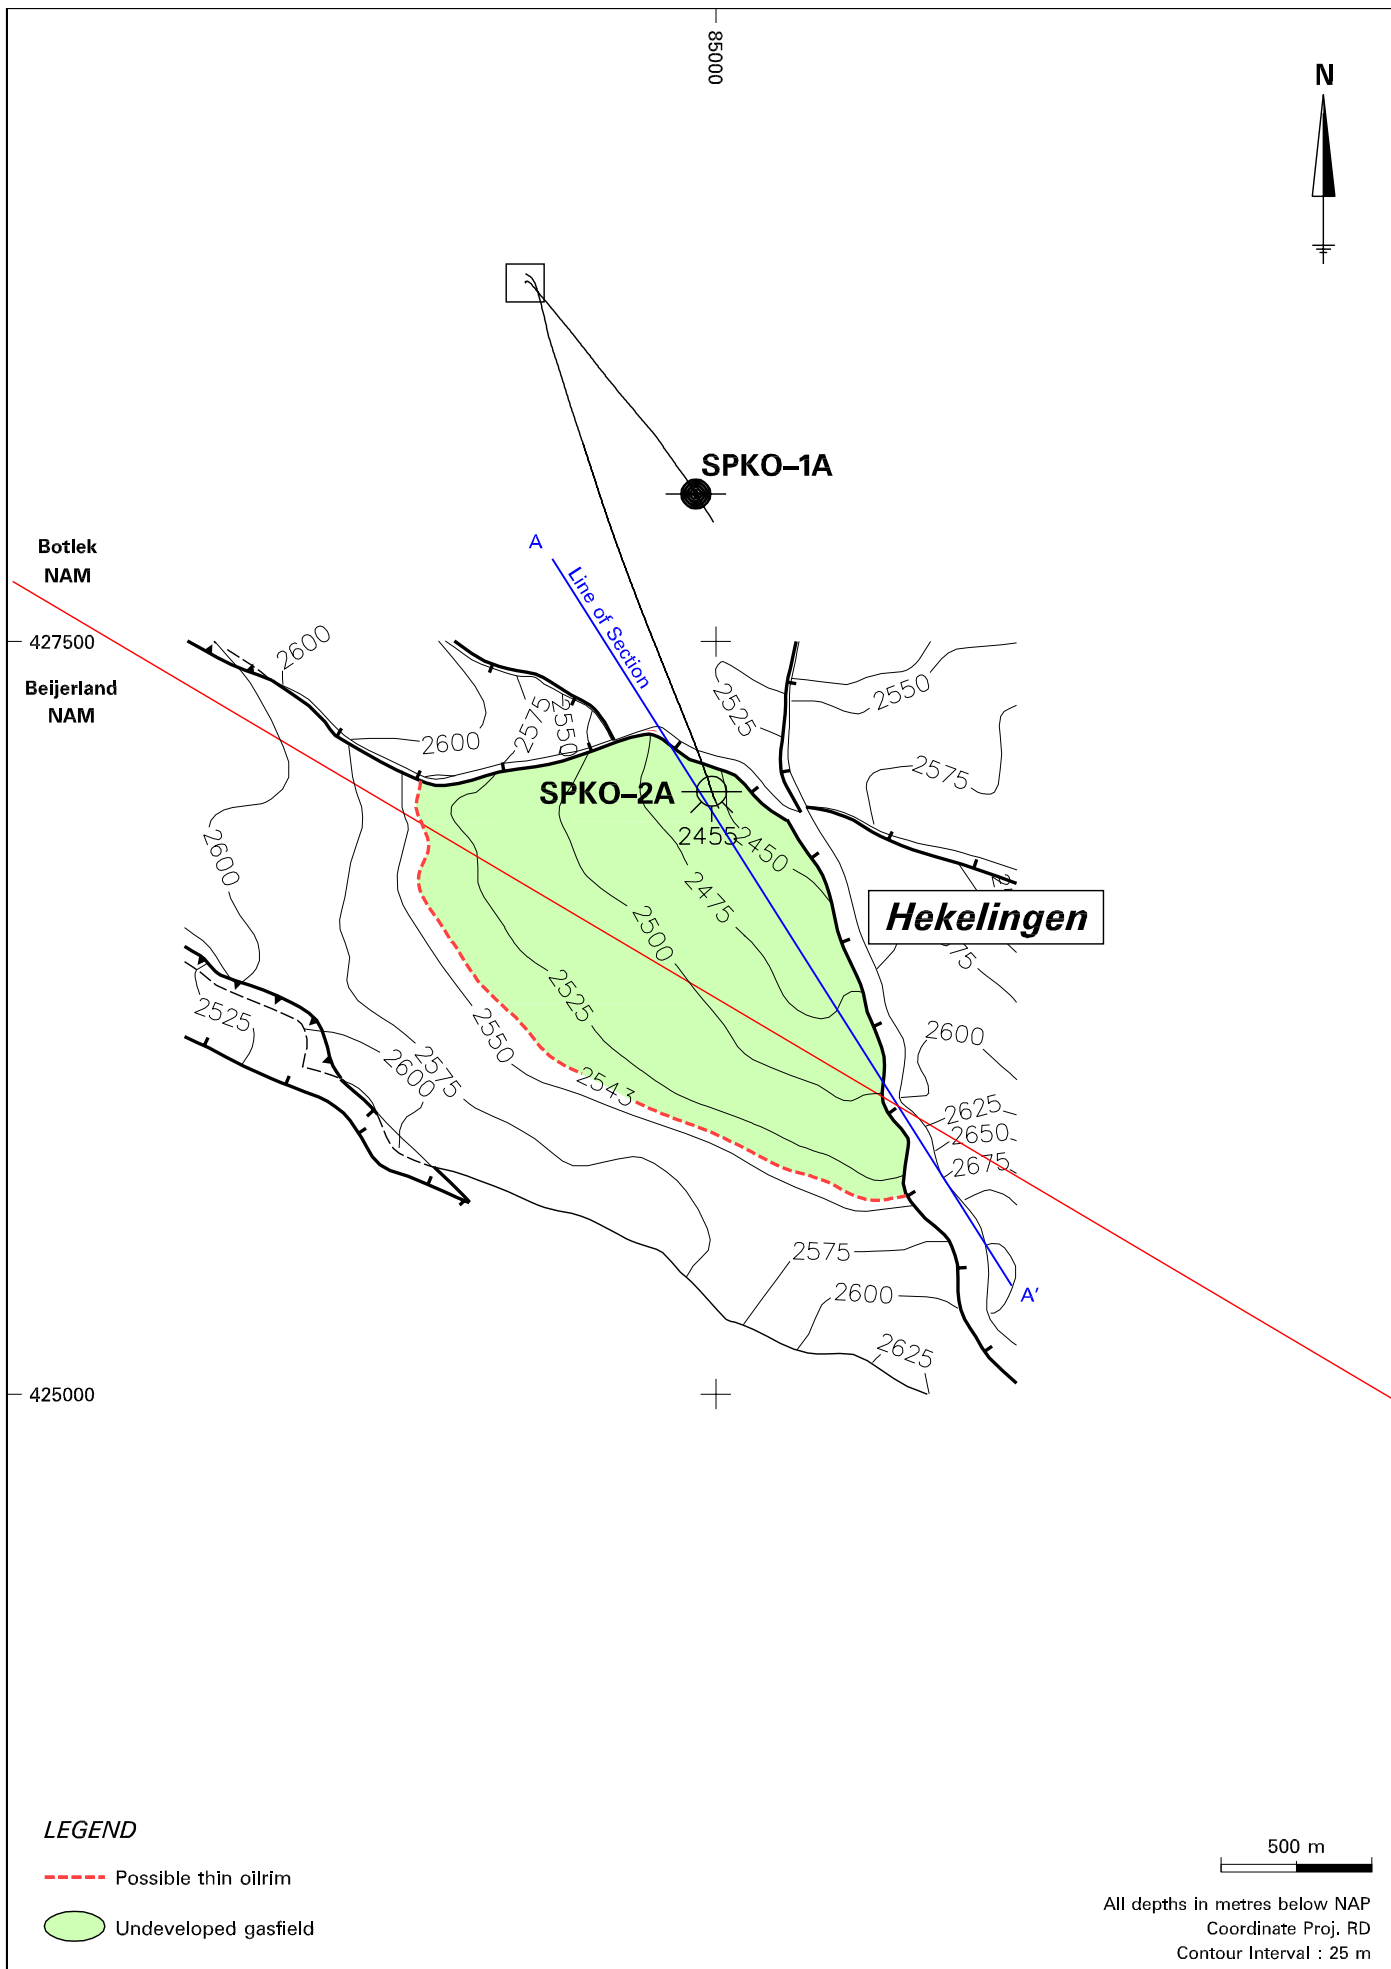 85000
N
SPKO–1A
A
Botlek
NAM
Line of Section
427500
2600
Beijerland
NAM
2525
2550
2575
2550
2600
2575
SPKO–2A
2455
2450
2600
2475
Hekelingen
2500
2525
2525
2550
2600
2575
2600
2543
2625
2650
2675
2575
2600
A'
2625
425000
LEGEND
Possible thin oilrim
Undeveloped gasfield
500 m
All depths in metres below NAP
Coordinate Proj. RD
Contour Interval : 25 m